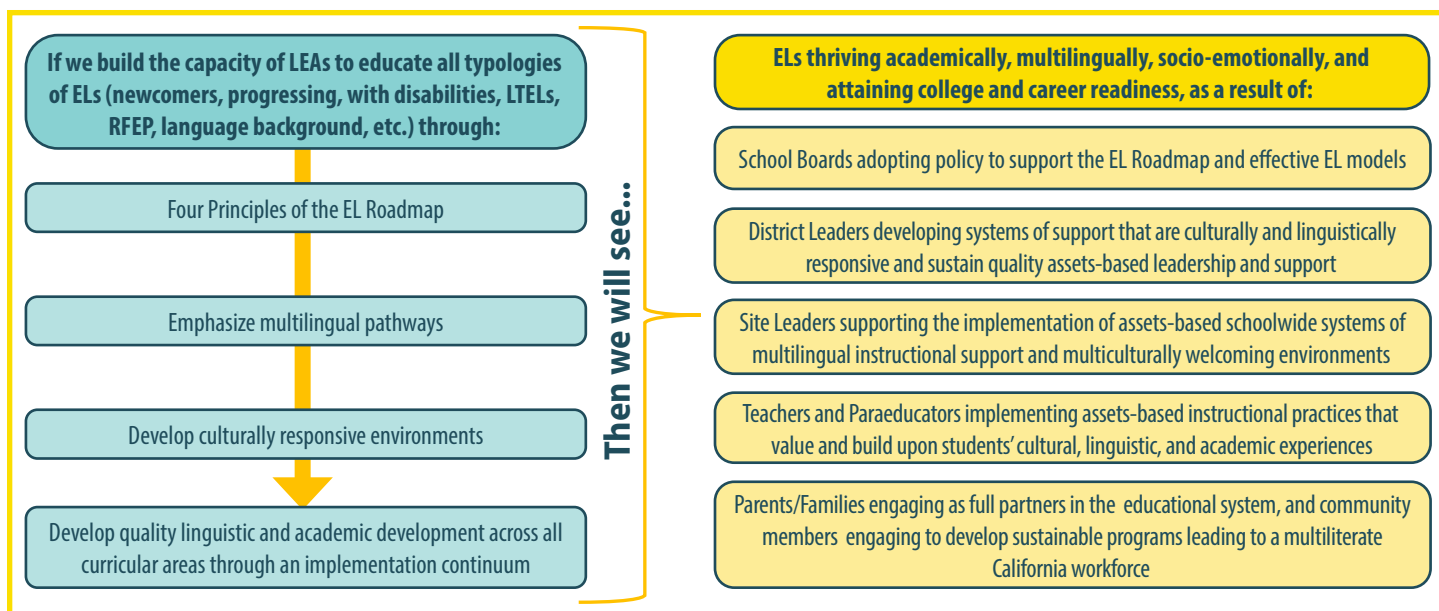 If we build the capacity of LEAs to educate all typologies
of ELs (newcomers, progressing, with disabilities, LTELs,
RFEP, language background, etc.) through:
Four Principles of the EL Roadmap
Emphasize multilingual pathways
Develop culturally responsive environments
Develop quality linguistic and academic development across all
curricular areas through an implementation continuum
Then we will see...
ELs thriving academically, multilingually, socio-emotionally, and
attaining college and career readiness, as a result of:
School Boards adopting policy to support the EL Roadmap and effective EL models
District Leaders developing systems of support that are culturally and linguistically
responsive and sustain quality assets-based leadership and support
Site Leaders supporting the implementation of assets-based schoolwide systems of
multilingual instructional support and multiculturally welcoming environments
Teachers and Paraeducators implementing assets-based instructional practices that
value and build upon students’ cultural, linguistic, and academic experiences
Parents/Families engaging as full partners in the educational system, and community
members engaging to develop sustainable programs leading to a multiliterate
California workforce